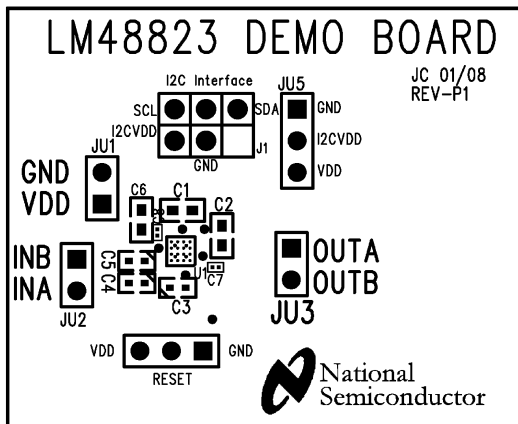 LM48823 DEMO BOARD
JC 01/08
REV-P1
I2C Interface
JU5
SCL
SDA
GND
I2CVDD
J1
I2CVDD
GND
VDD
JU1
GND
VDD
C6
C1
C2
INB
INA
JU2
C5
C4
U1
C7
C3
OUTA
OUTB
JU3
VDD
GND
RESET
National
Semiconductor